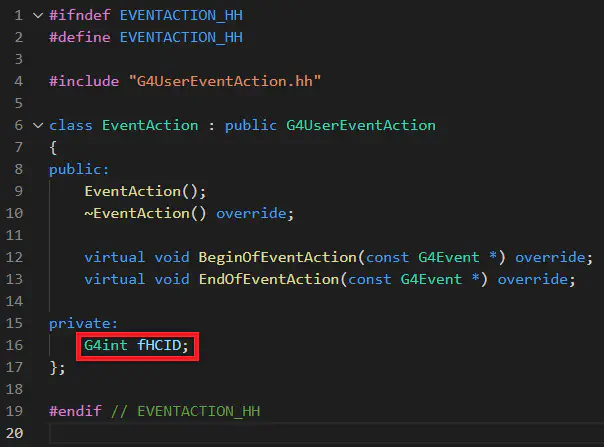 1 #ifndef EVENTACTION_HH
2 #define EVENTACTION_HH
3
4 #include "G4UserEventAction.hh"
5
6 class EventAction : public G4UserEventAction
7 {
8 public:
9     EventAction();
10     ~EventAction() override;
11
12     virtual void BeginOfEventAction(const G4Event *) override;
13     virtual void EndOfEventAction(const G4Event *) override;
14
15 private:
16     G4int fHCID;
17 };
18
19 #endif // EVENTACTION_HH
20